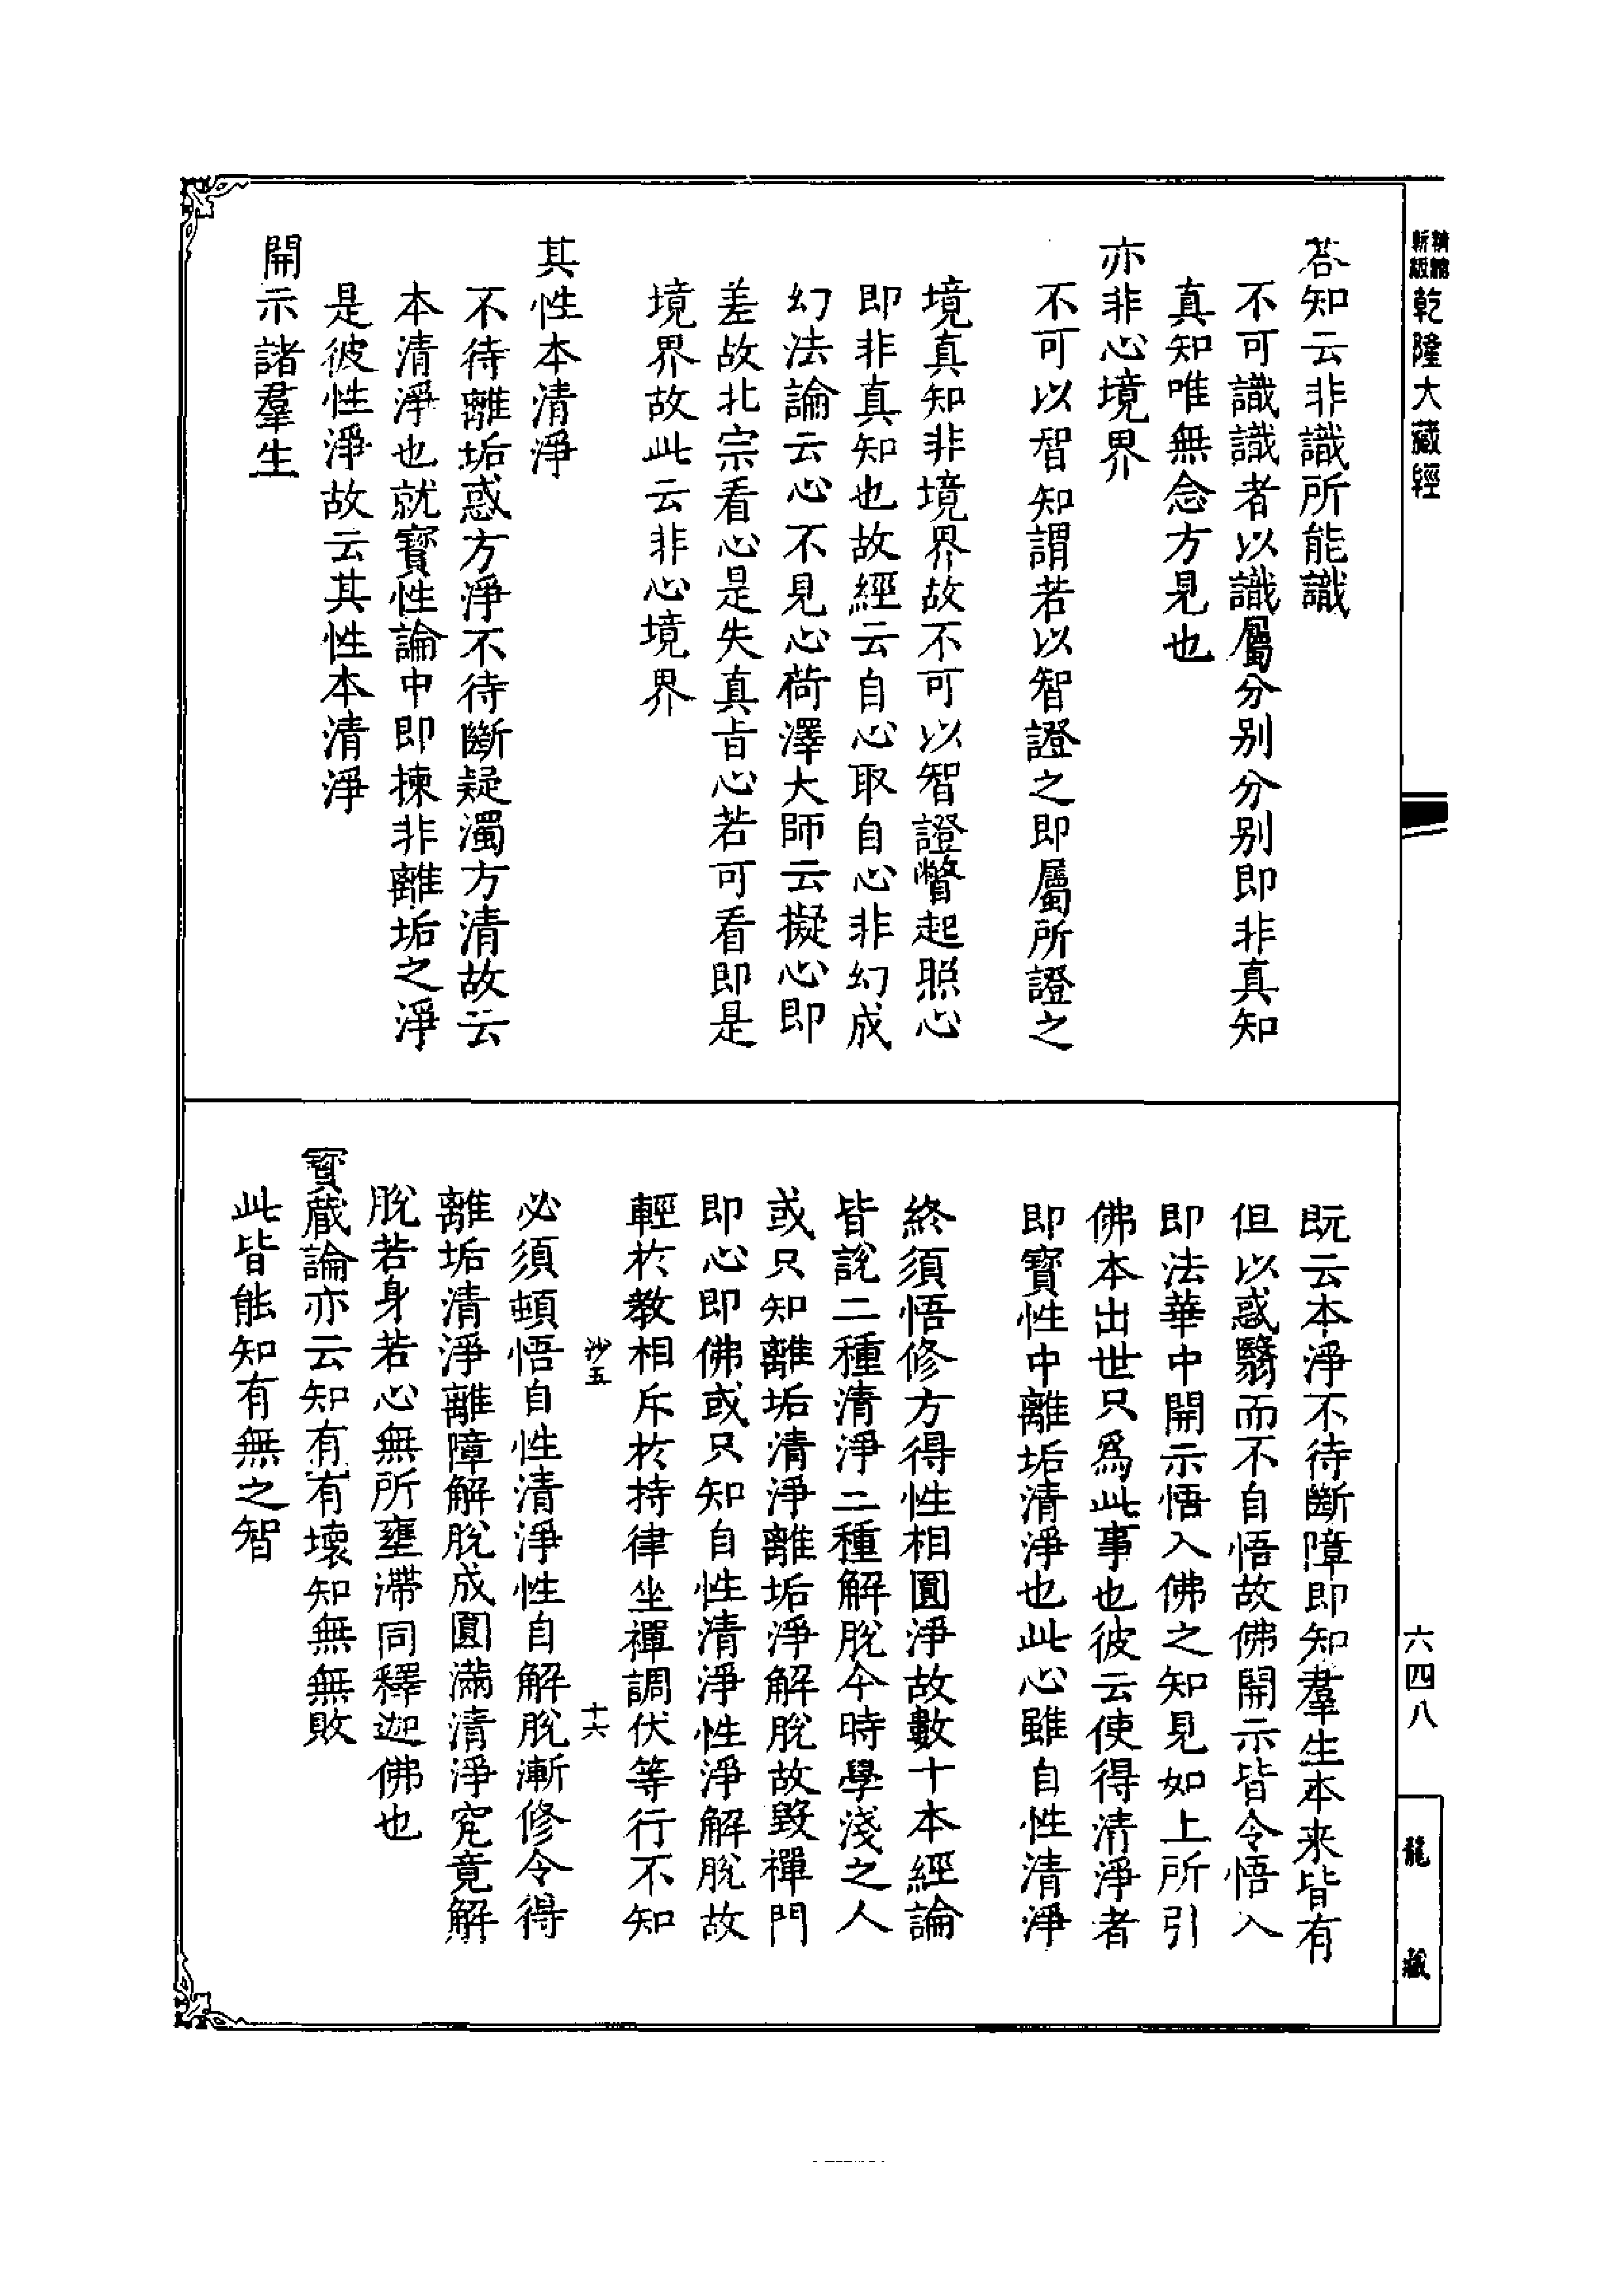 精縮新版
乾隆大藏經
答知云非識所能識
不可識識者以識屬分別分別即非真知
真知唯無念方見也
亦非心境界
不可以智知謂若以智證之即屬所證之
境真知非境界故不可以智證瞥起照心
即非真知也故經云自心取自心非幻成
幻法論云心不見心荷澤大師云擬心即
差故北宗看心是失真旨心若可看即是
境界故此云非心境界
其性本清淨
不待離垢惑方淨不待斷疑濁方清故云
本清淨也就寶性論中即揀非離垢之淨
是彼性淨故云其性本清淨
開示諸羣生
既云本淨不待斷障即知羣生本来皆有
但以惑翳而不自悟故佛開示皆令悟入
即法華中開示悟入佛之知見如上所引
佛本出世只爲此事也彼云使得清淨者
即寶性中離垢清淨也此心雖自性清淨
終須悟修方得性相圓淨故數十本經論
皆說二種清淨二種解脫今時學淺之人
或只知離垢清淨離垢淨解脫故毀禪門
即心即佛或只知自性清淨性淨解脫故
輕於教相斥於持律坐禪調伏等行不知
沙五
十六
必須頓悟自性清淨性自解脫漸修令得
離垢清淨離障解脫成圓滿清淨究竟解
脫若身若心無所壅滯同釋迦佛也
寳藏論亦云知有有壞知無無敗
此皆能知有無之智
六四八
龍藏